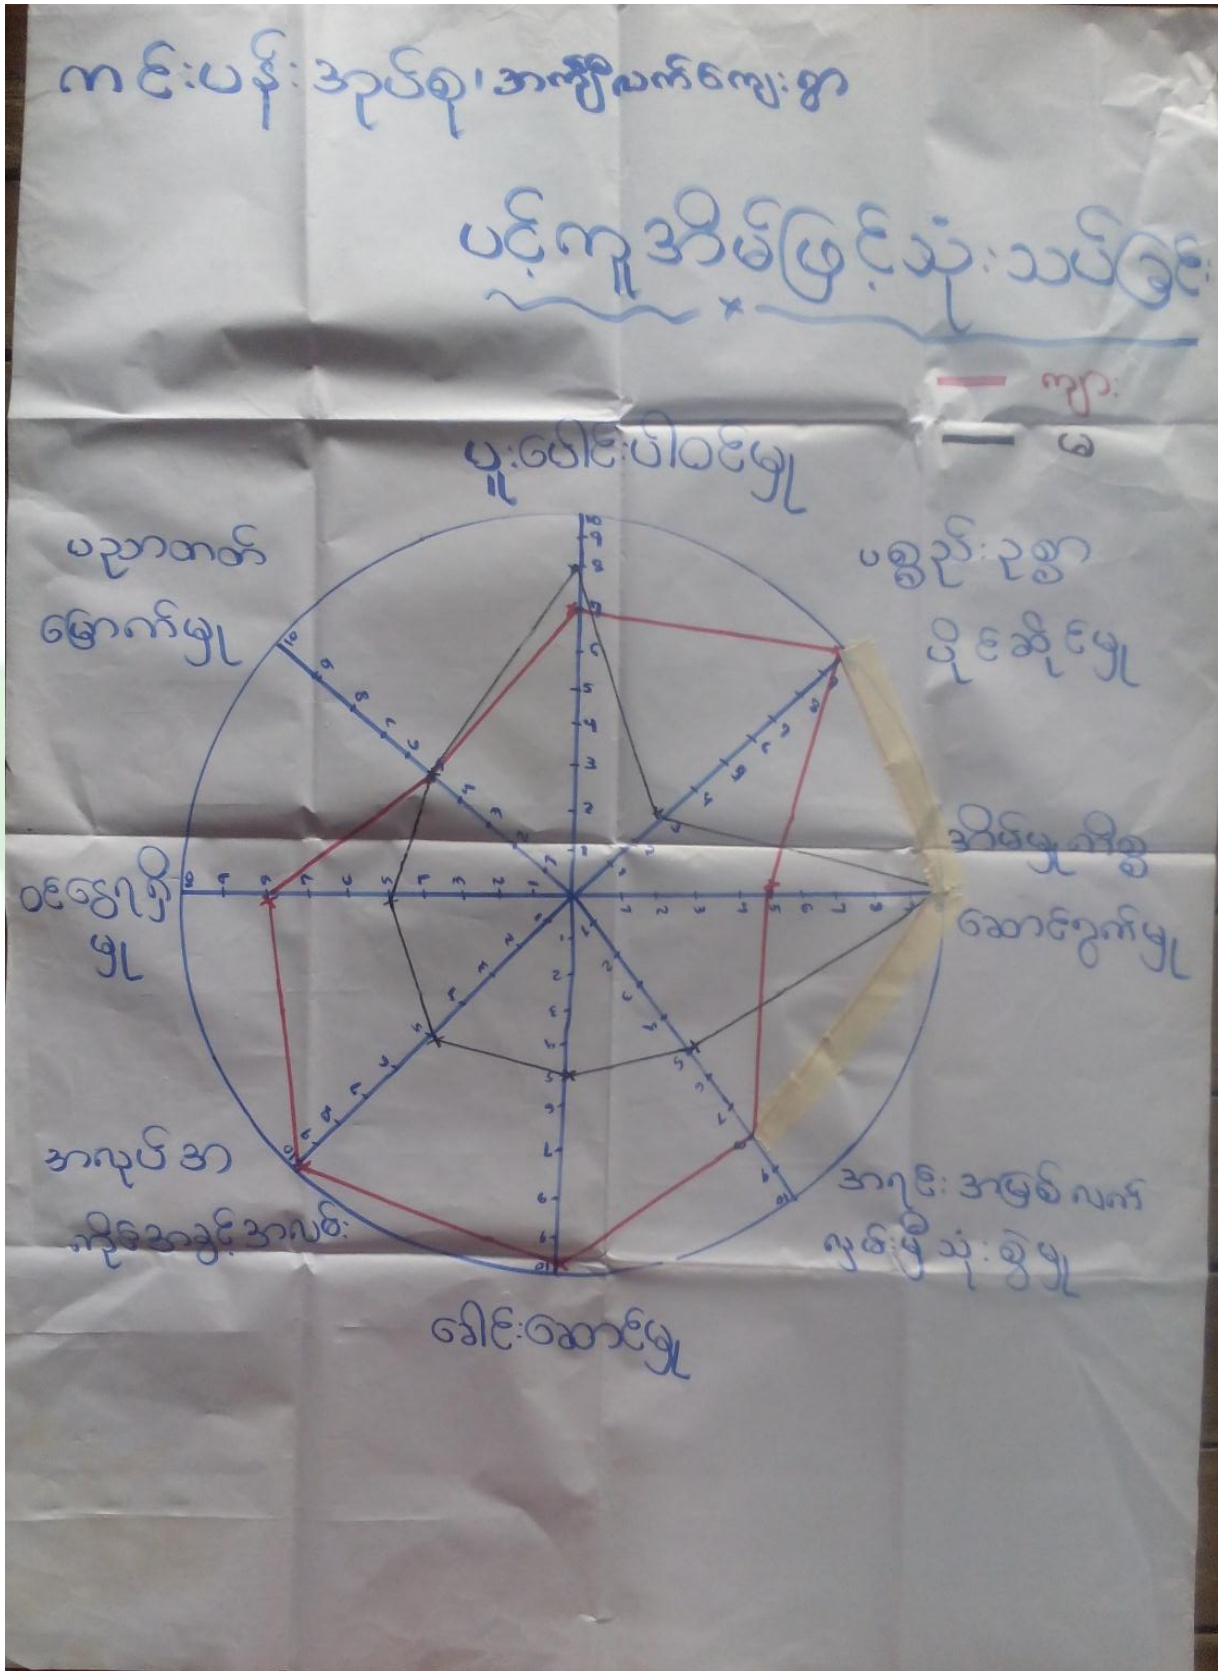 ကင်းပန်းအုပ်စု၊ အကျီလက်ကျေးရွာ
ပင့်ကူအိမ်ဖြင့်သုံးသပ်ခြင်း
ကျား
မ
ပူးပေါင်းပါဝင်မှု
ပညာတတ်
မြောက်မှု
ပစ္စည်းဥစ္စာ
ပိုင်ဆိုင်မှု
အိမ်မှုကိစ္စ
ဆောင်ရွက်မှု
ဝင်ငွေရရှိ
မှု
အလုပ်အ
ကိုင်အခွင့်အလမ်း
အရင်းအမြစ်လက်
လှမ်းမှီသုံးစွဲမှု
ခေါင်းဆောင်မှု